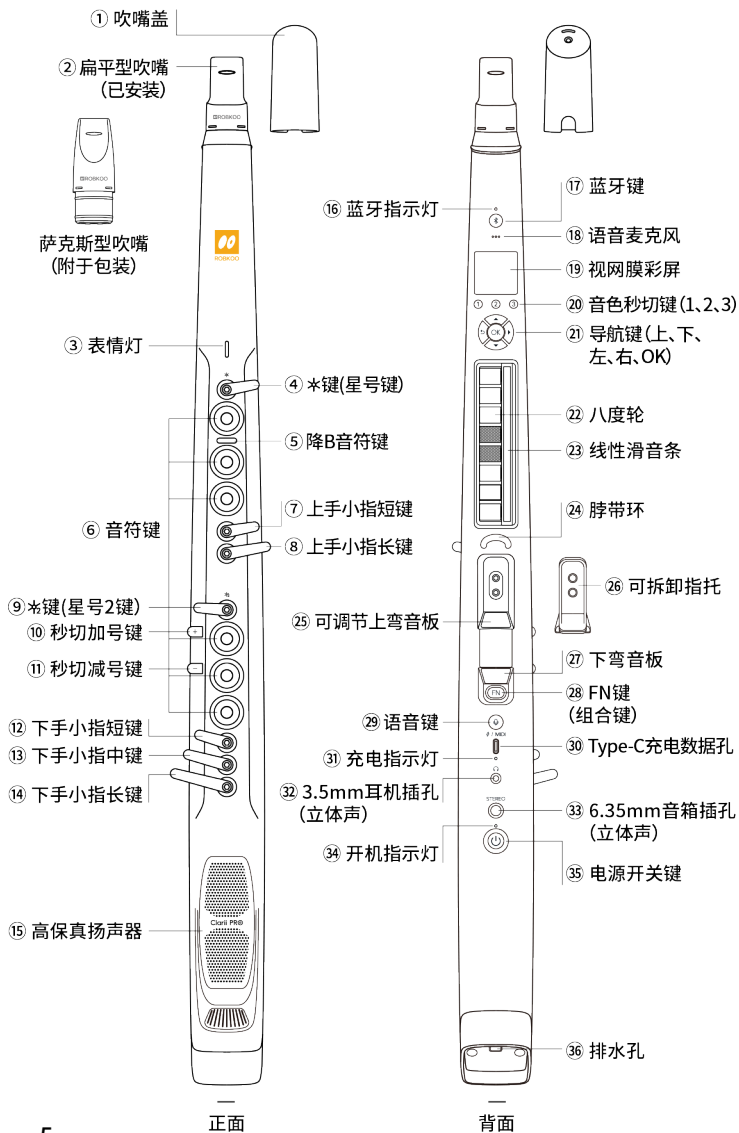 ① 吹嘴盖
② 扁平型吹嘴
(已安装)
ROBKOO
ROBKOO
萨克斯型吹嘴
(附于包装)
ROBKOO
③ 表情灯
④ ＊键(星号键)
⑤ 降B音符键
⑥ 音符键
⑦ 上手小指短键
⑧ 上手小指长键
⑨ ⁎键(星号2键)
⑩ 秒切加号键
⑪ 秒切减号键
⑫ 下手小指短键
⑬ 下手小指中键
⑭ 下手小指长键
⑮ 高保真扬声器
Clarii PRO
正面
⑯ 蓝牙指示灯
⑰ 蓝牙键
⑱ 语音麦克风
⑲ 视网膜彩屏
① ② ③
⑳ 音色秒切键(1、2、3)
OK
㉑ 导航键(上、下、
左、右、OK)
㉒ 八度轮
㉓ 线性滑音条
㉔ 脖带环
㉕ 可调节上弯音板
㉖ 可拆卸指托
㉗ 下弯音板
FN
㉘ FN键
(组合键)
㉙ 语音键
/ MIDI
㉚ Type-C充电数据孔
㉛ 充电指示灯
㉜ 3.5mm耳机插孔
(立体声)
STEREO
㉝ 6.35mm音箱插孔
(立体声)
㉞ 开机指示灯
㉟ 电源开关键
㊱ 排水孔
背面